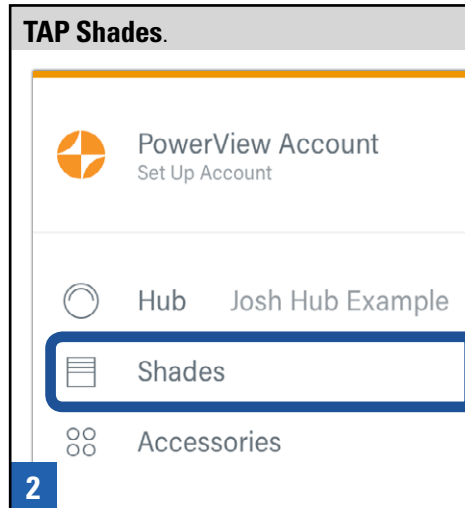 TAP Shades.
PowerView Account
Set Up Account
Hub Josh Hub Example
Shades
Accessories
2